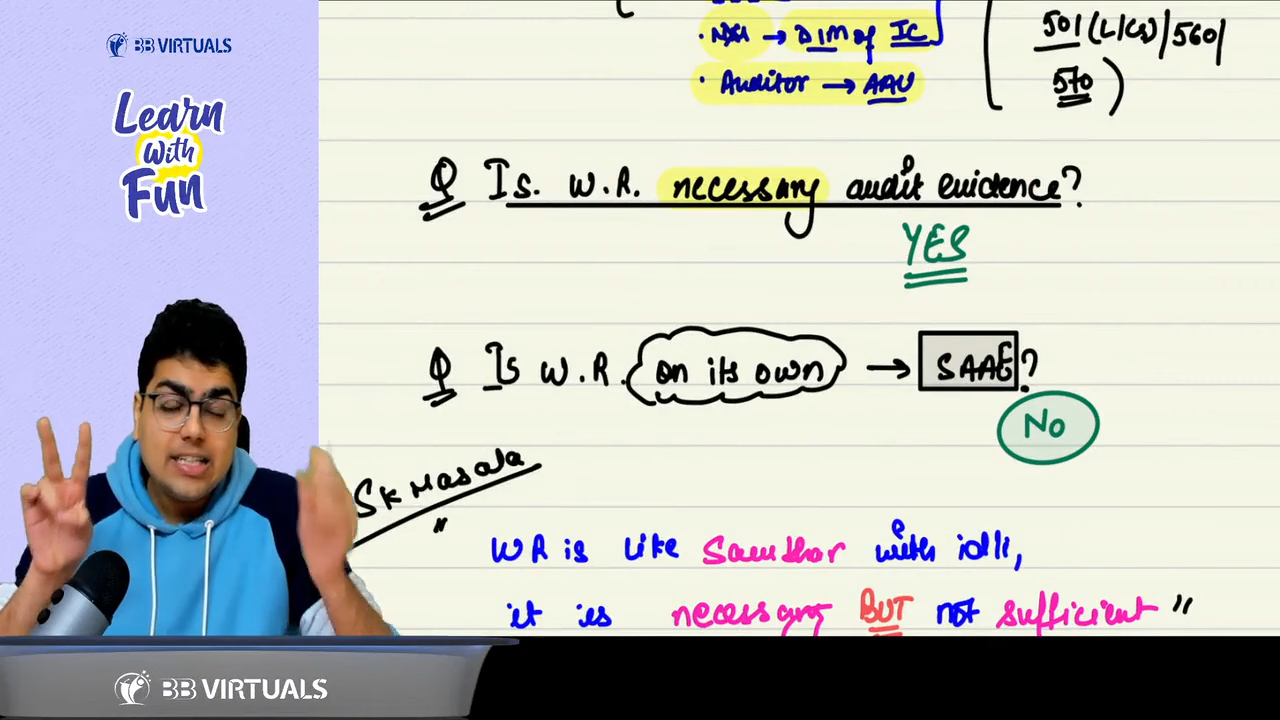 BB VIRTUALS
Learn
With
Fun
→ DIM of IC
501 (L/Cs) / 560 /
570 )
• Auditor → AAU
Q Is. W.R. necessary audit evidence?
YES
Q Is W.R. on its own → SAAE?
No
SK Masala
" WR is like Sambhar with idli,
it is necessary BUT not sufficient "
BB VIRTUALS